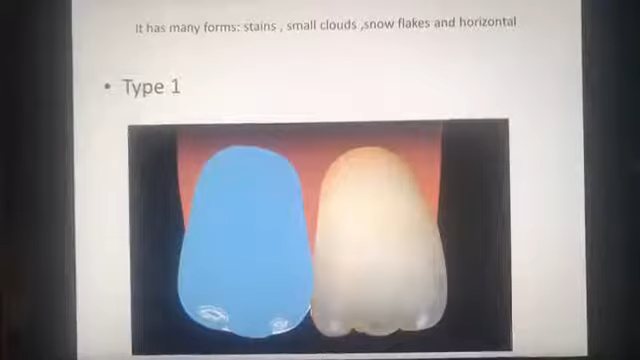 It has many forms: stains , small clouds ,snow flakes and horizontal
• Type 1